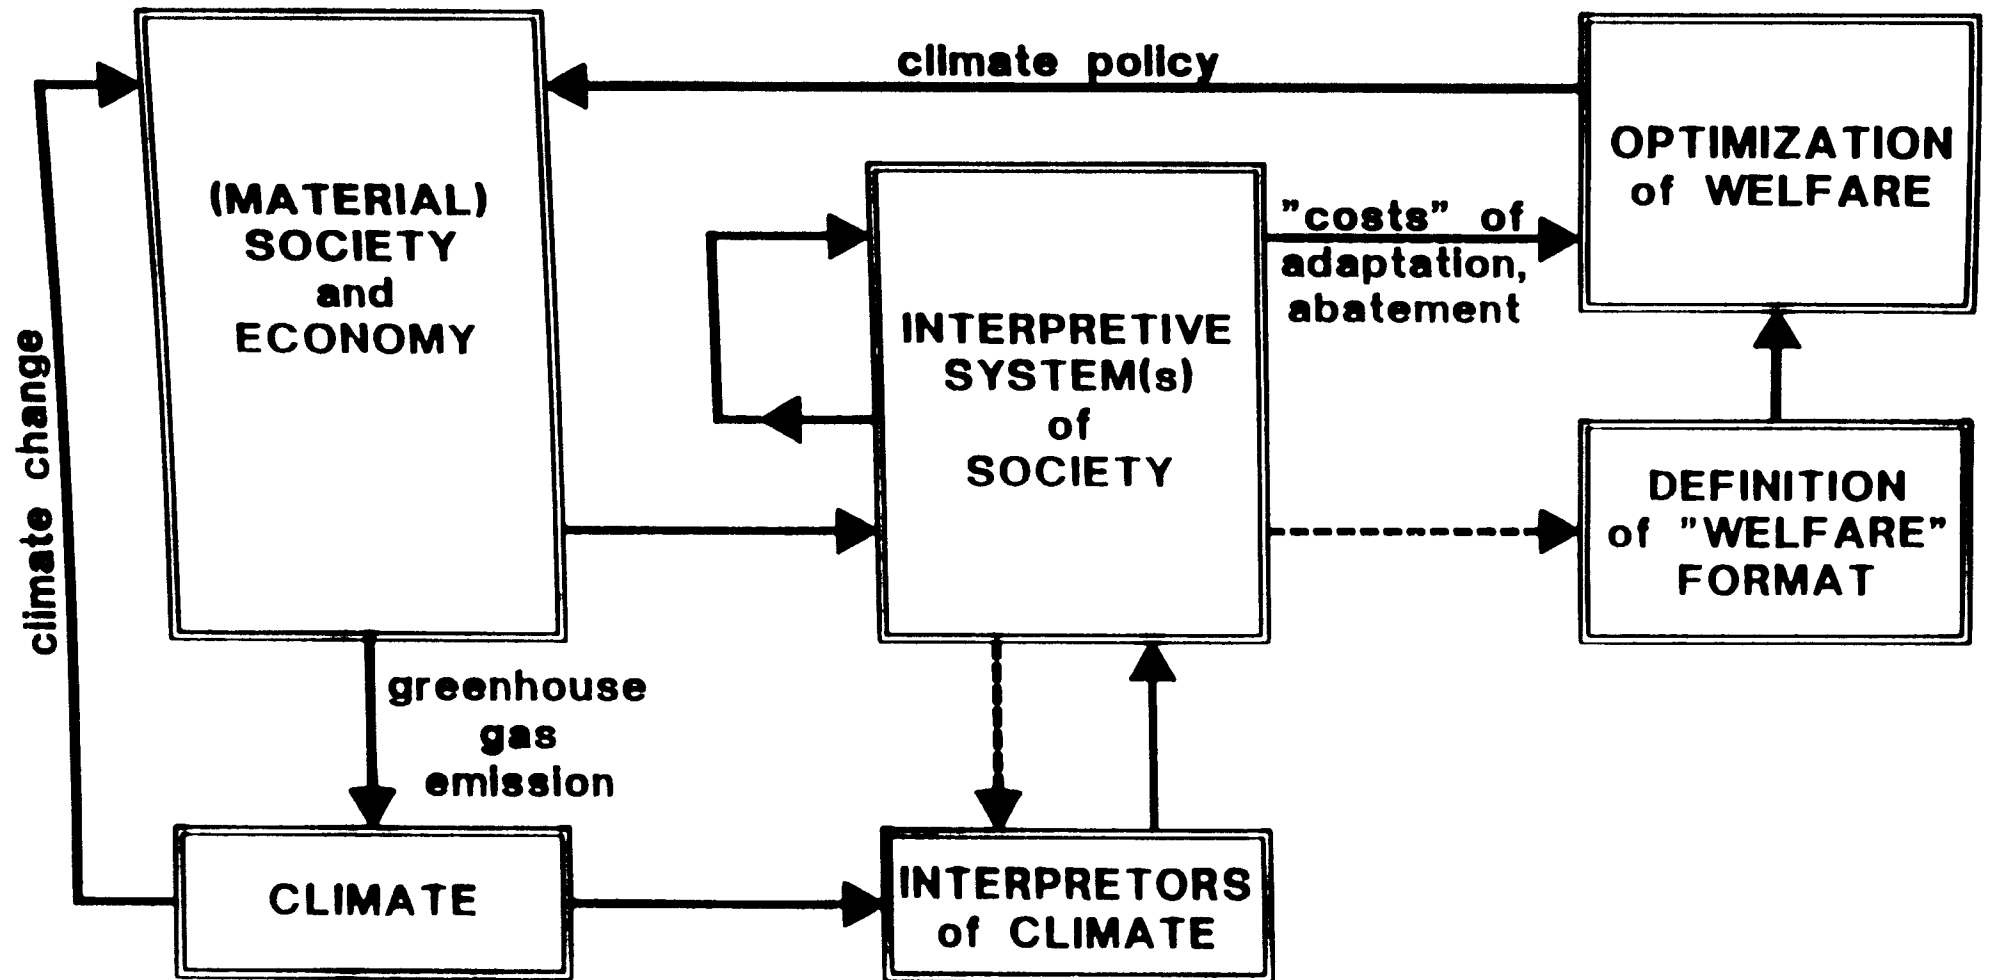 climate policy
(MATERIAL)
SOCIETY
and
ECONOMY
OPTIMIZATION
of WELFARE
"costs" of
adaptation,
abatement
INTERPRETIVE
SYSTEM(s)
of
SOCIETY
climate change
DEFINITION
of "WELFARE"
FORMAT
greenhouse
gas
emission
CLIMATE
INTERPRETORS
of CLIMATE